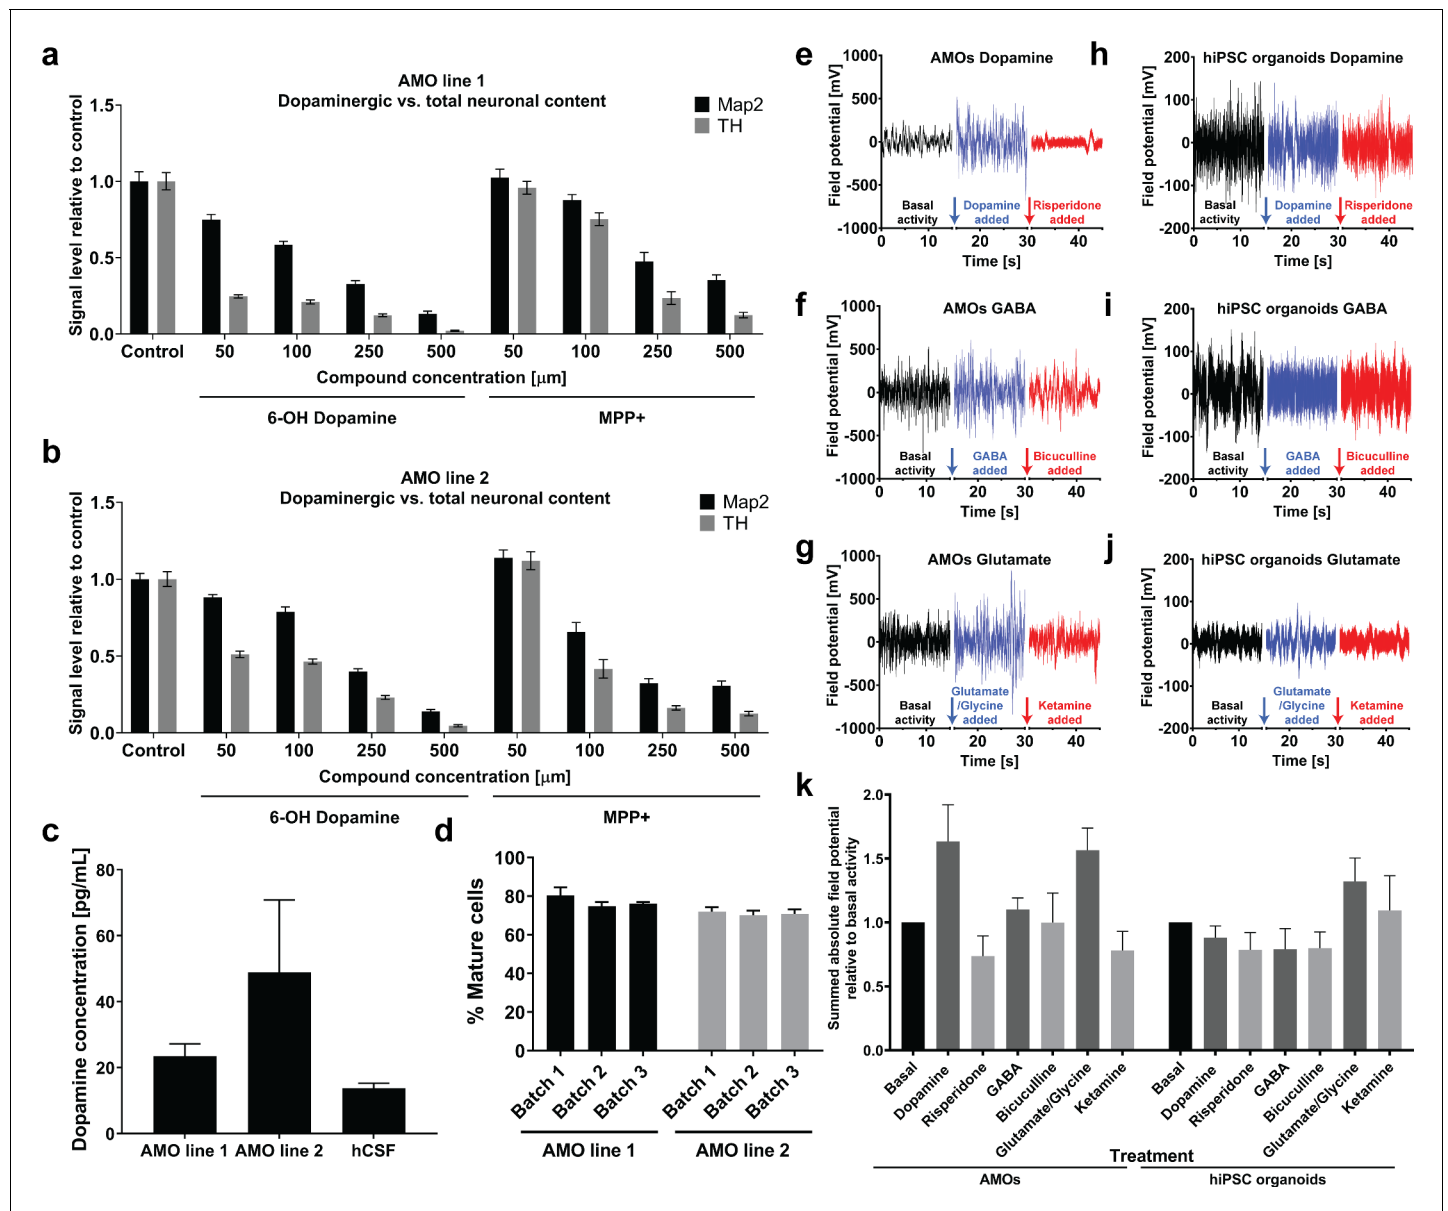 a
AMO line 1
Dopaminergic vs. total neuronal content
Map2
TH
Signal level relative to control
1.5
1.0
0.5
0.0
Control 50 100 250 500 50 100 250 500
Compound concentration [μm]
6-OH Dopamine MPP+
b
AMO line 2
Dopaminergic vs. total neuronal content
Map2
TH
Signal level relative to control
1.5
1.0
0.5
0.0
Control 50 100 250 500 50 100 250 500
Compound concentration [μm]
6-OH Dopamine MPP+
c
Dopamine concentration [pg/mL]
80
60
40
20
0
AMO line 1 AMO line 2 hCSF
d
% Mature cells
100
80
60
40
20
0
Batch 1 Batch 2 Batch 3 Batch 1 Batch 2 Batch 3
AMO line 1 AMO line 2
e
AMOs Dopamine
Field potential [mV]
1000
500
0
-500
-1000
Basal activity
Dopamine added
Risperidone added
0 10 20 30 40
Time [s]
f
AMOs GABA
Field potential [mV]
1000
500
0
-500
-1000
Basal activity
GABA added
Bicuculline added
0 10 20 30 40
Time [s]
g
AMOs Glutamate
Field potential [mV]
1000
500
0
-500
-1000
Basal activity
Glutamate /Glycine added
Ketamine added
0 10 20 30 40
Time [s]
h
hiPSC organoids Dopamine
Field potential [mV]
200
100
0
-100
-200
Basal activity
Dopamine added
Risperidone added
0 10 20 30 40
Time [s]
i
hiPSC organoids GABA
Field potential [mV]
200
100
0
-100
-200
Basal activity
GABA added
Bicuculline added
0 10 20 30 40
Time [s]
j
hiPSC organoids Glutamate
Field potential [mV]
200
100
0
-100
-200
Basal activity
Glutamate /Glycine added
Ketamine added
0 10 20 30 40
Time [s]
k
Summed absolute field potential
relative to basal activity
2.0
1.5
1.0
0.5
0.0
Basal Dopamine Risperidone GABA Bicuculline Glutamate/Glycine Ketamine
Basal Dopamine Risperidone GABA Bicuculline Glutamate/Glycine Ketamine
Treatment
AMOs hiPSC organoids